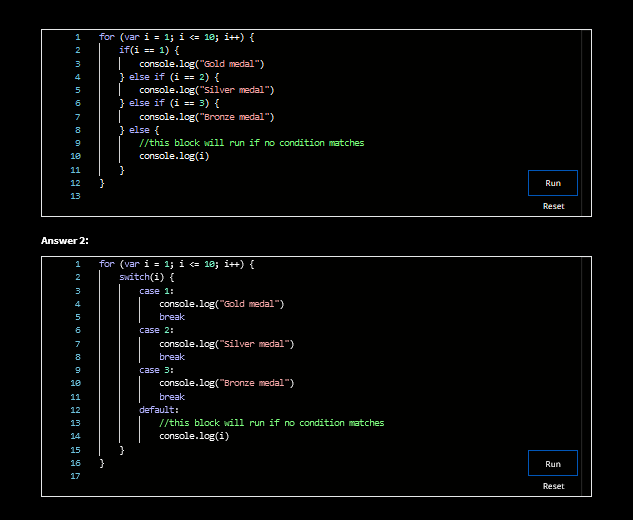 1 for (var i = 1; i <= 10; i++) {
2 if(i == 1) {
3 console.log("Gold medal")
4 } else if (i == 2) {
5 console.log("Silver medal")
6 } else if (i == 3) {
7 console.log("Bronze medal")
8 } else {
9 //this block will run if no condition matches
10 console.log(i)
11 }
12 }
13
Run
Reset
Answer 2:
1 for (var i = 1; i <= 10; i++) {
2 switch(i) {
3 case 1:
4 console.log("Gold medal")
5 break
6 case 2:
7 console.log("Silver medal")
8 break
9 case 3:
10 console.log("Bronze medal")
11 break
12 default:
13 //this block will run if no condition matches
14 console.log(i)
15 }
16 }
17
Run
Reset